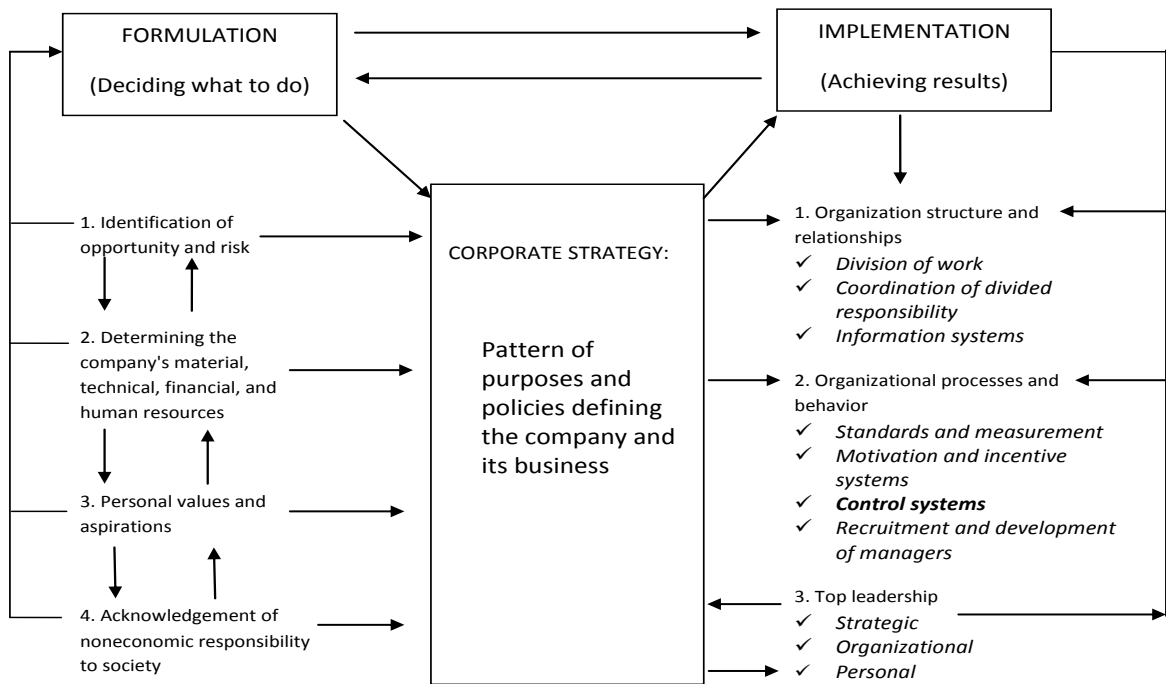 FORMULATION
(Deciding what to do)
IMPLEMENTATION
(Achieving results)
1. Identification of
opportunity and risk
2. Determining the
company's material,
technical, financial, and
human resources
3. Personal values and
aspirations
4. Acknowledgement of
noneconomic responsibility
to society
CORPORATE STRATEGY:
Pattern of
purposes and
policies defining
the company and
its business
1. Organization structure and
relationships
✓ Division of work
✓ Coordination of divided
responsibility
✓ Information systems
2. Organizational processes and
behavior
✓ Standards and measurement
✓ Motivation and incentive
systems
✓ Control systems
✓ Recruitment and development
of managers
3. Top leadership
✓ Strategic
✓ Organizational
✓ Personal